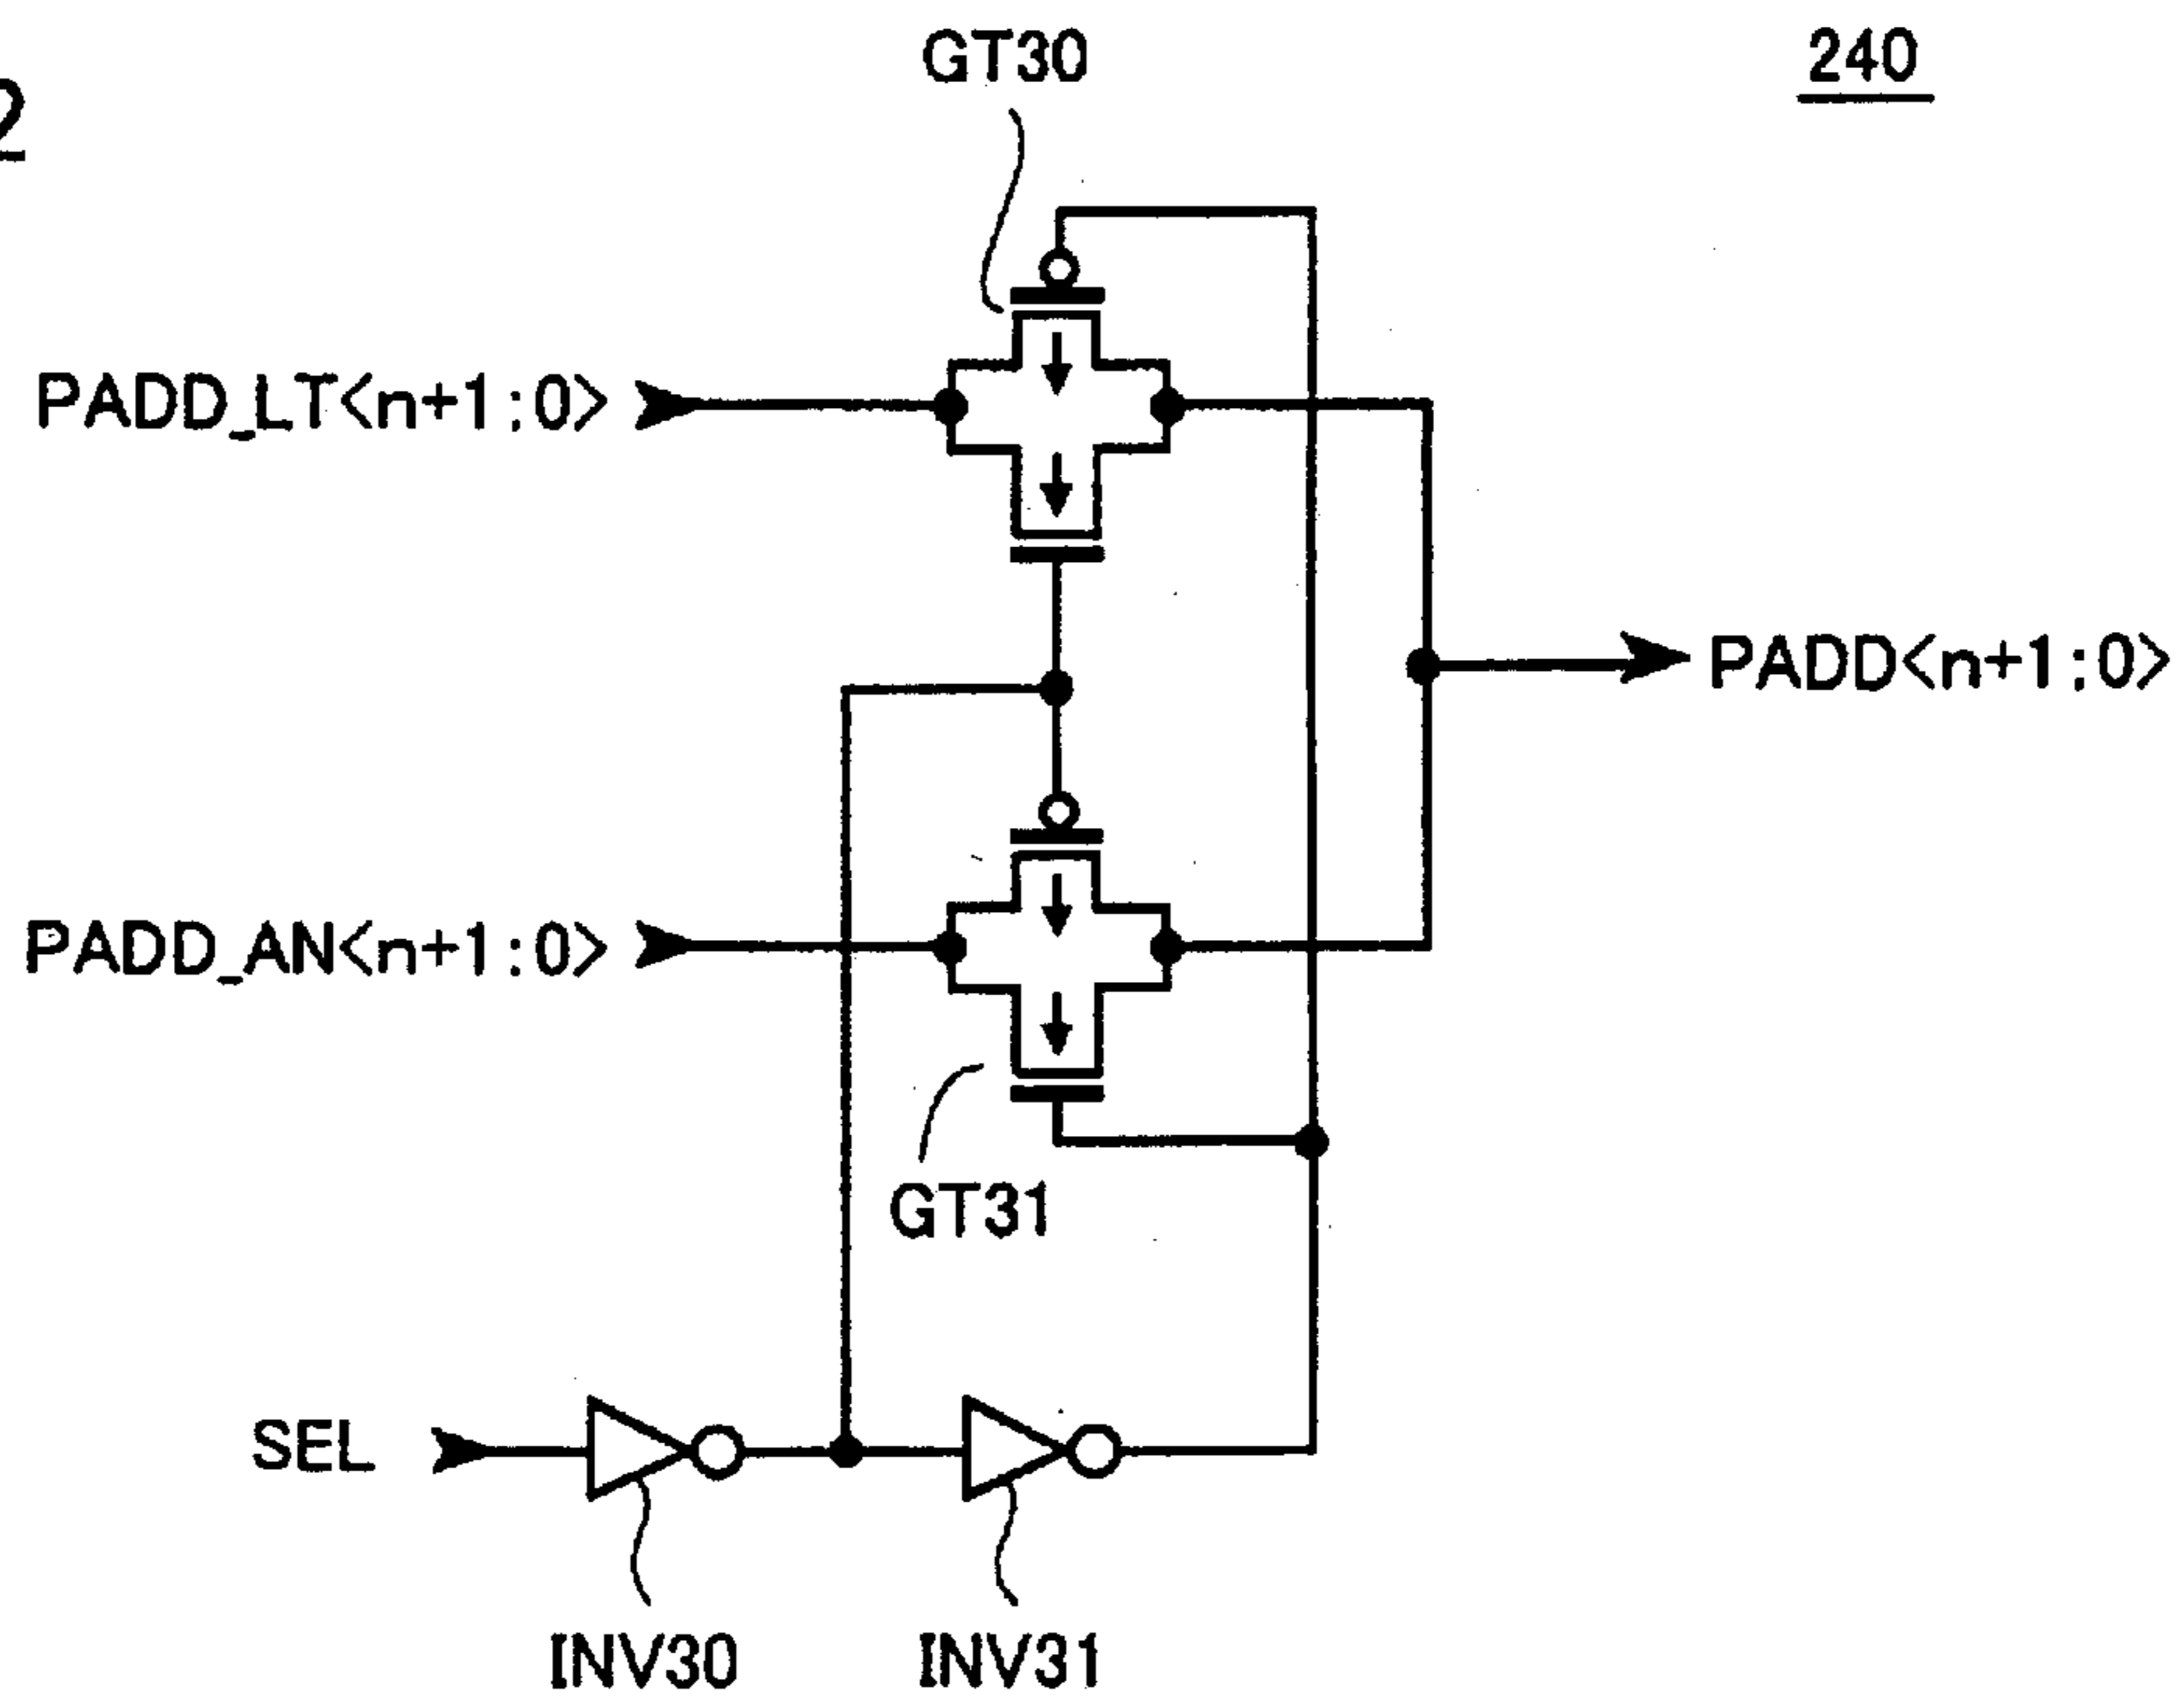 2
GT30
240
PADD_LT<n+1:0>
PADD<n+1:0>
PADD_AN<n+1:0>
GT31
SEL
INV30
INV31